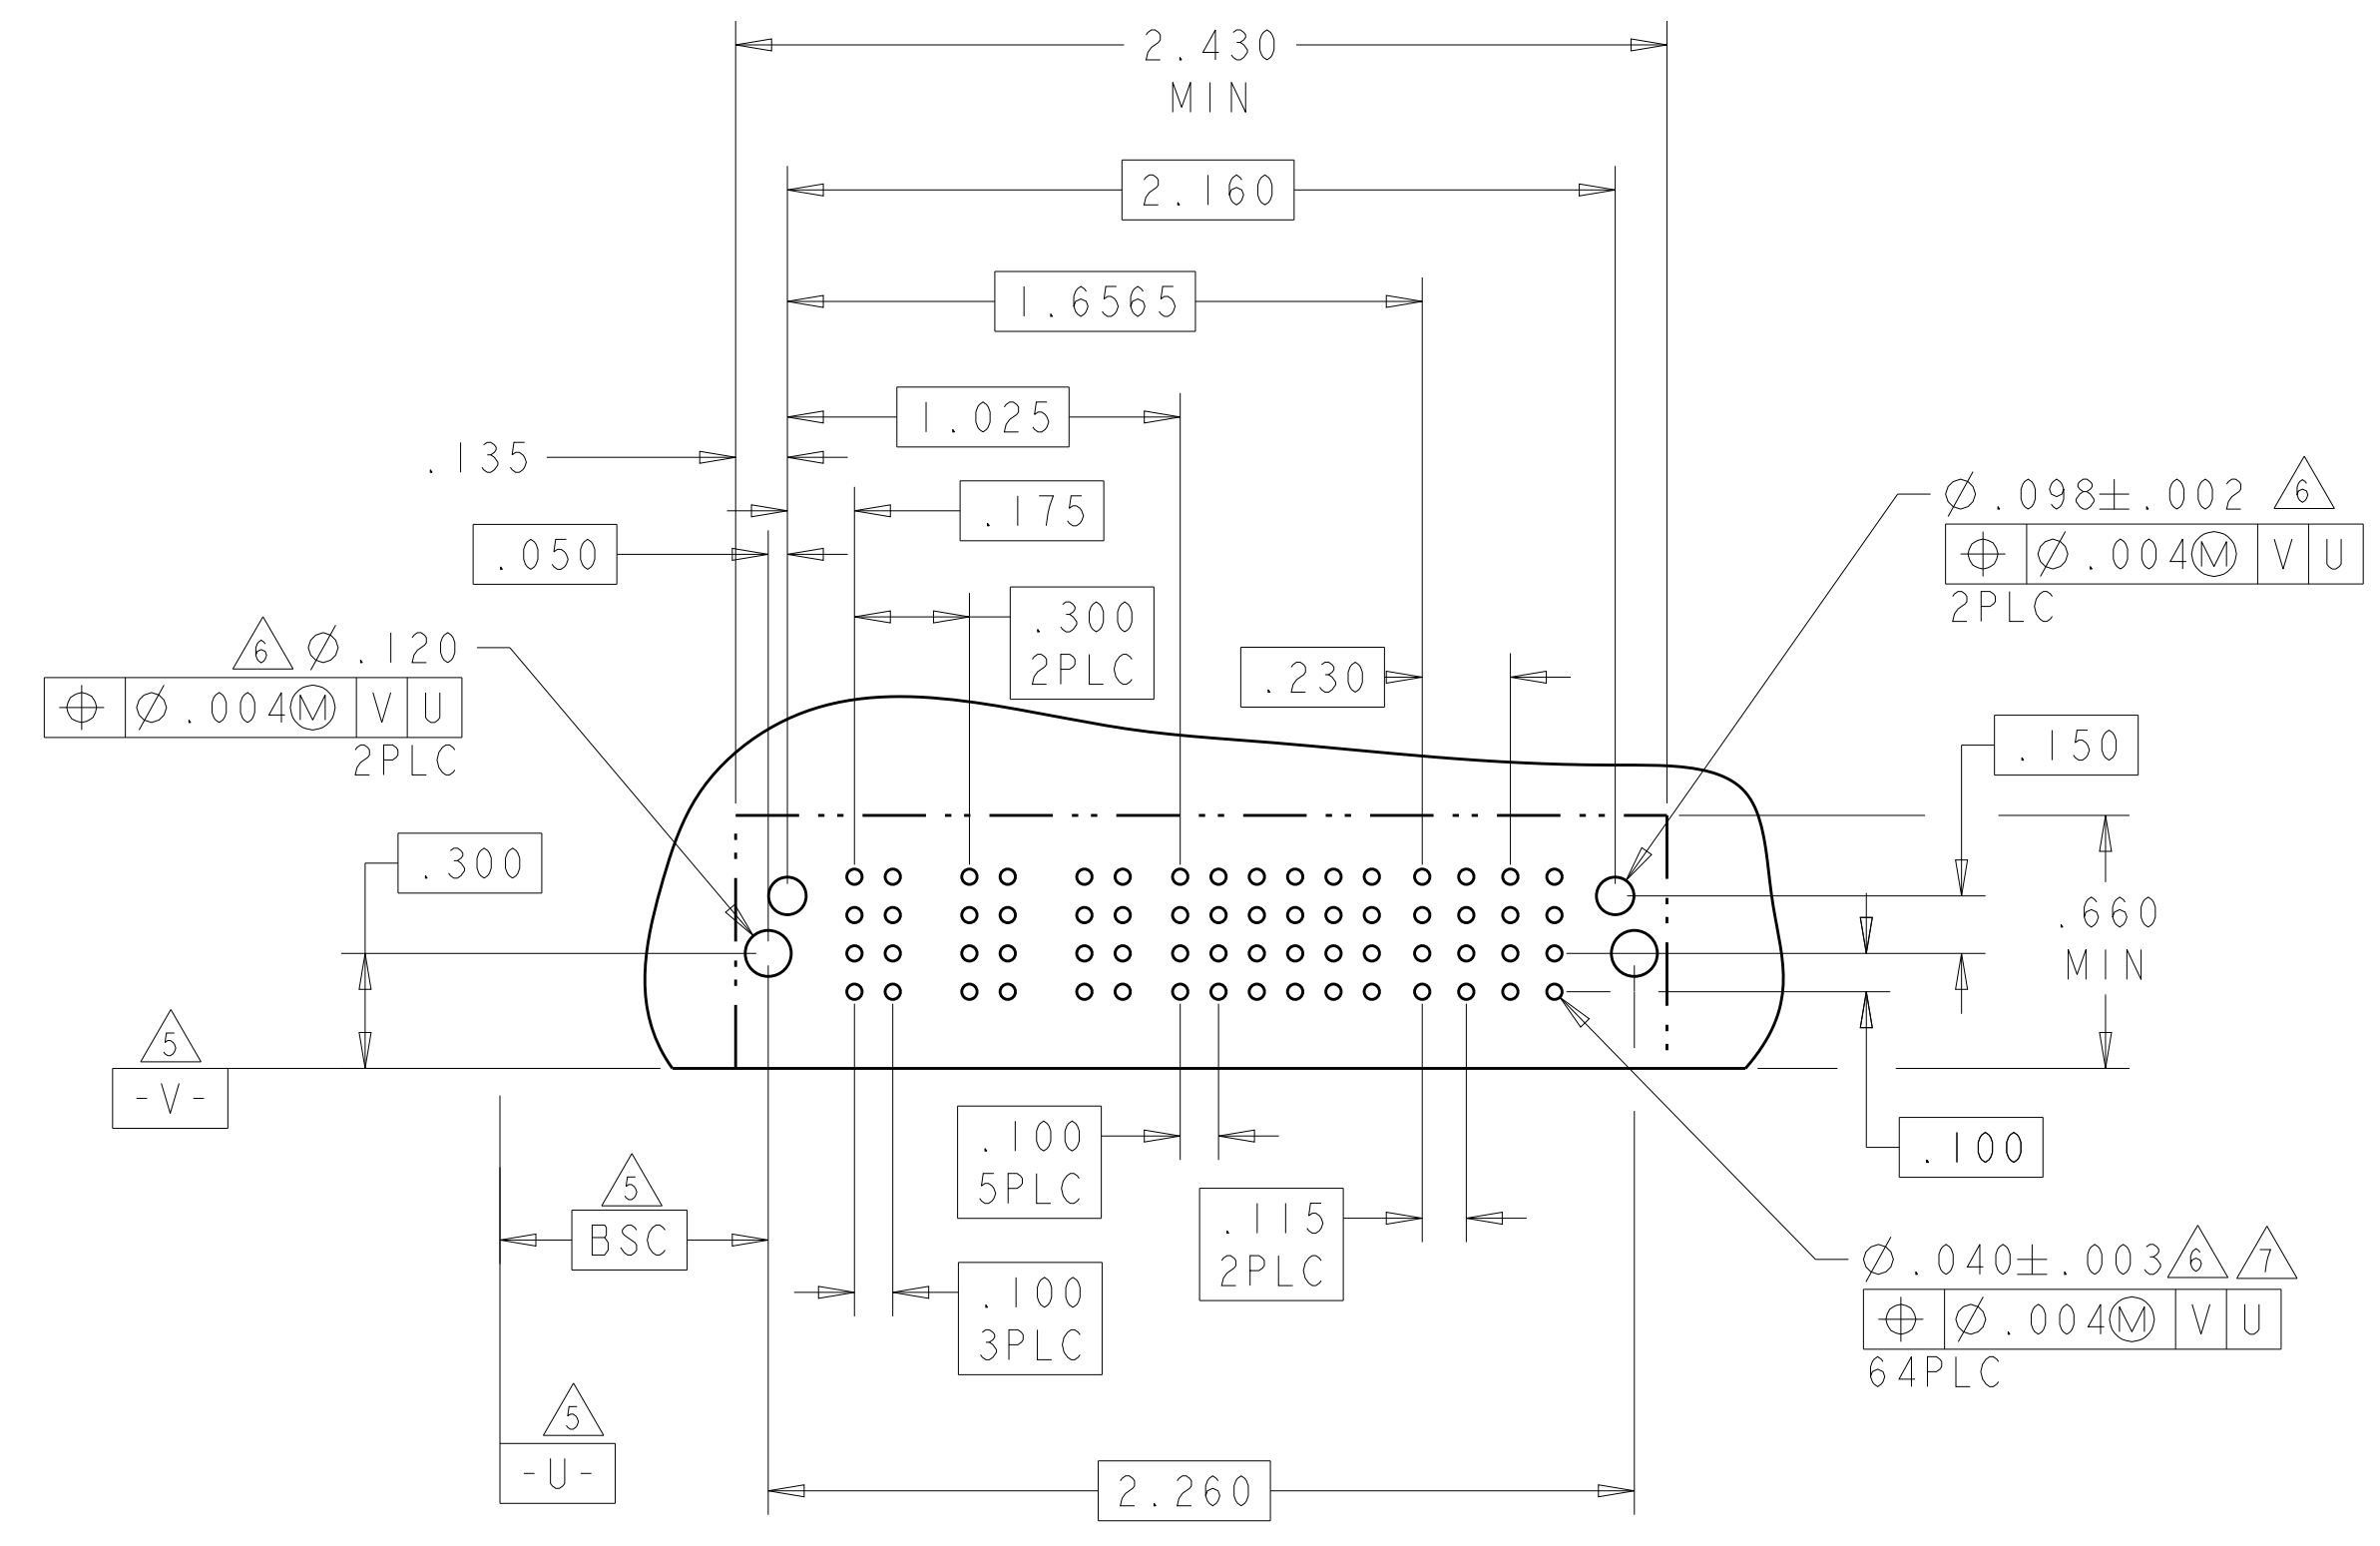 2.430
MIN
2.160
1.6565
1.025
.135
.175
⌀.098±.002 6
.050
⌖ ⌀.004Ⓜ V U
2PLC
.300
2PLC
6 ⌀.120
.230
⌖ ⌀.004Ⓜ V U
2PLC
.150
.300
.660
MIN
5
-V-
.100
5PLC
.100
5
BSC
.115
2PLC
⌀.040±.003 6 7
.100
3PLC
⌖ ⌀.004Ⓜ V U
64PLC
5
-U-
2.260